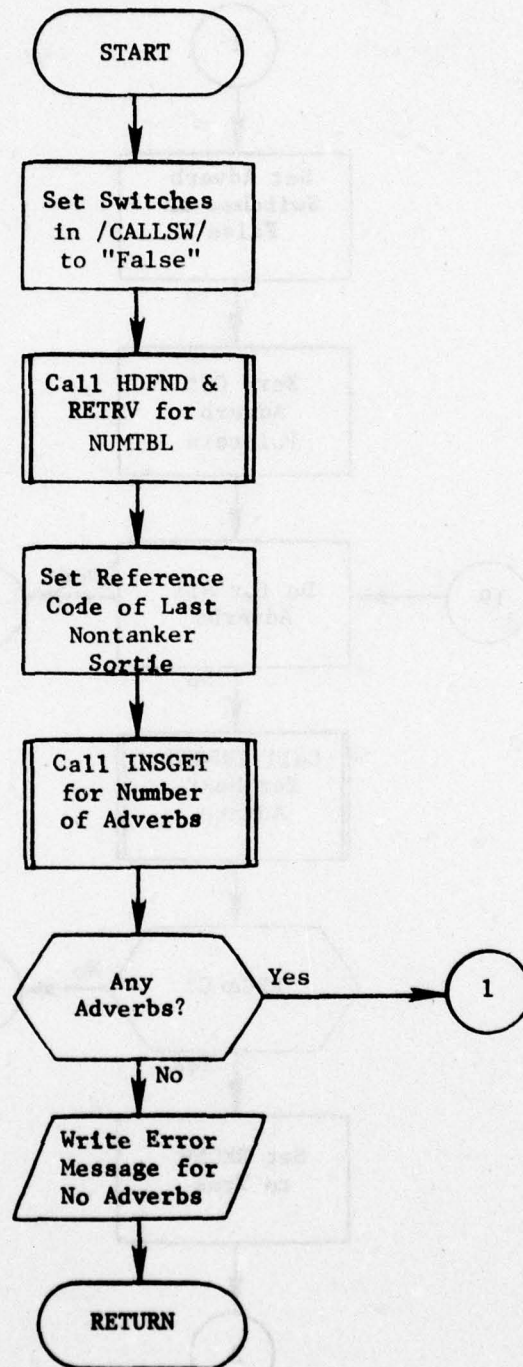 START
Set Switches
in /CALLSW/
to "False"
Call HDFND &
RETRV for
NUMTBL
Set Reference
Code of Last
Nontanker
Sortie
Call INSGET
for Number
of Adverbs
Any
Adverbs?
Yes
1
No
Write Error
Message for
No Adverbs
RETURN